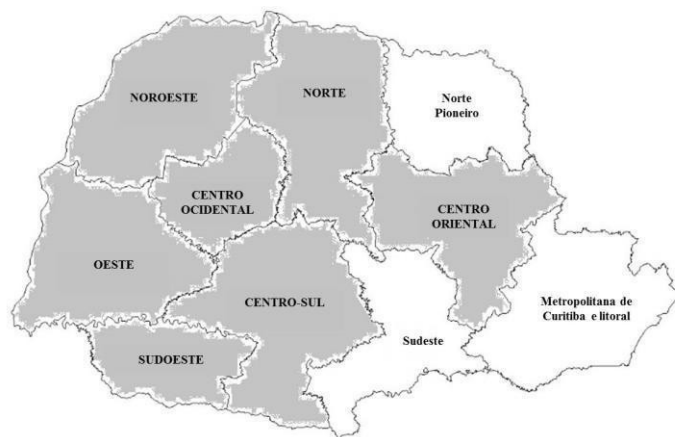 NOROESTE
NORTE
Norte
Pioneiro
CENTRO
OCIDENTAL
CENTRO
ORIENTAL
OESTE
CENTRO-SUL
Metropolitana de
Curitiba e litoral
Sudeste
SUDOESTE